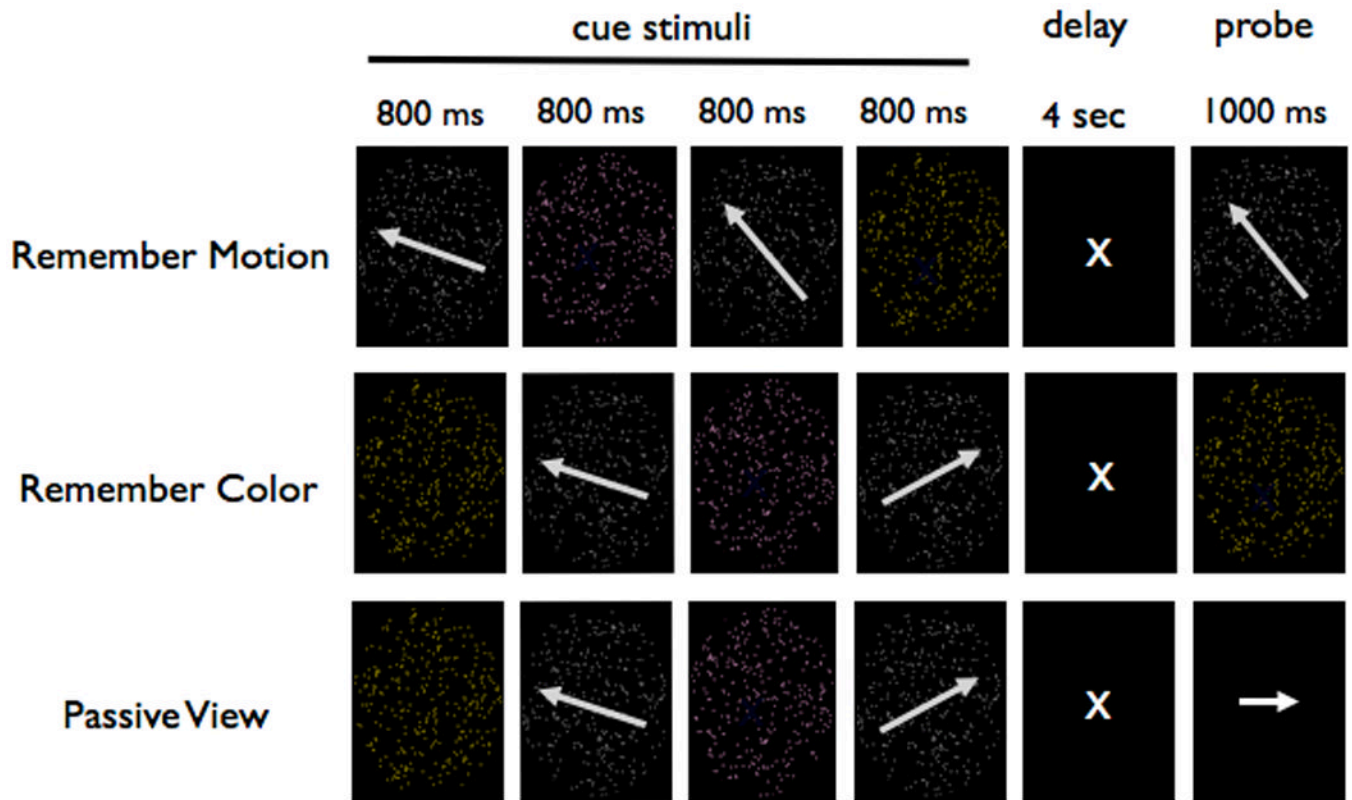 cue stimuli delay probe
800 ms 800 ms 800 ms 800 ms 4 sec 1000 ms
Remember Motion X
Remember Color X
Passive View X